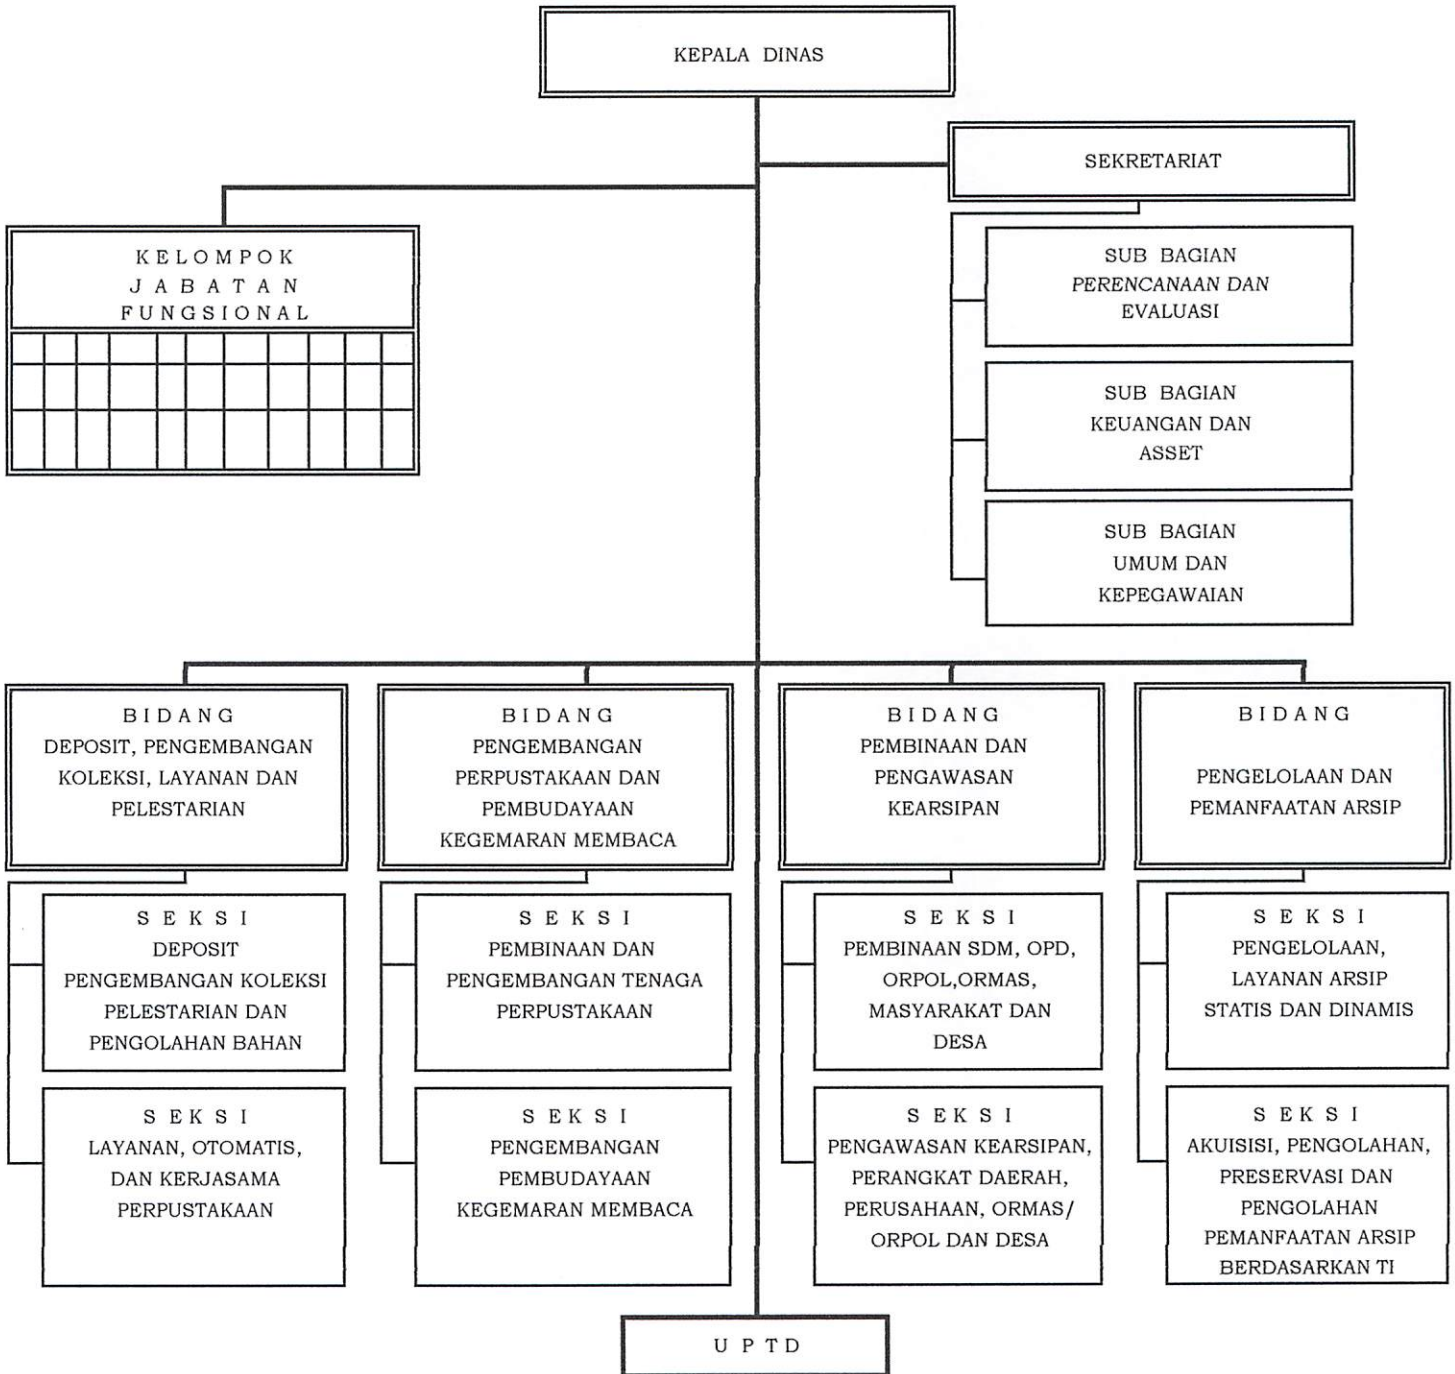 KEPALA DINAS
SEKRETARIAT
KELOMPOK
JABATAN
FUNGSIONAL
SUB BAGIAN
PERENCANAAN DAN
EVALUASI
SUB BAGIAN
KEUANGAN DAN
ASSET
SUB BAGIAN
UMUM DAN
KEPEGAWAIAN
BIDANG
DEPOSIT, PENGEMBANGAN
KOLEKSI, LAYANAN DAN
PELESTARIAN
BIDANG
PENGEMBANGAN
PERPUSTAKAAN DAN
PEMBUDAYAAN
KEGEMARAN MEMBACA
BIDANG
PEMBINAAN DAN
PENGAWASAN
KEARSIPAN
BIDANG
PENGELOLAAN DAN
PEMANFAATAN ARSIP
SEKSI
DEPOSIT
PENGEMBANGAN KOLEKSI
PELESTARIAN DAN
PENGOLAHAN BAHAN
SEKSI
PEMBINAAN DAN
PENGEMBANGAN TENAGA
PERPUSTAKAAN
SEKSI
PEMBINAAN SDM, OPD,
ORPOL,ORMAS,
MASYARAKAT DAN
DESA
SEKSI
PENGELOLAAN,
LAYANAN ARSIP
STATIS DAN DINAMIS
SEKSI
LAYANAN, OTOMATIS,
DAN KERJASAMA
PERPUSTAKAAN
SEKSI
PENGEMBANGAN
PEMBUDAYAAN
KEGEMARAN MEMBACA
SEKSI
PENGAWASAN KEARSIPAN,
PERANGKAT DAERAH,
PERUSAHAAN, ORMAS/
ORPOL DAN DESA
SEKSI
AKUISISI, PENGOLAHAN,
PRESERVASI DAN
PENGOLAHAN
PEMANFAATAN ARSIP
BERDASARKAN TI
UPTD